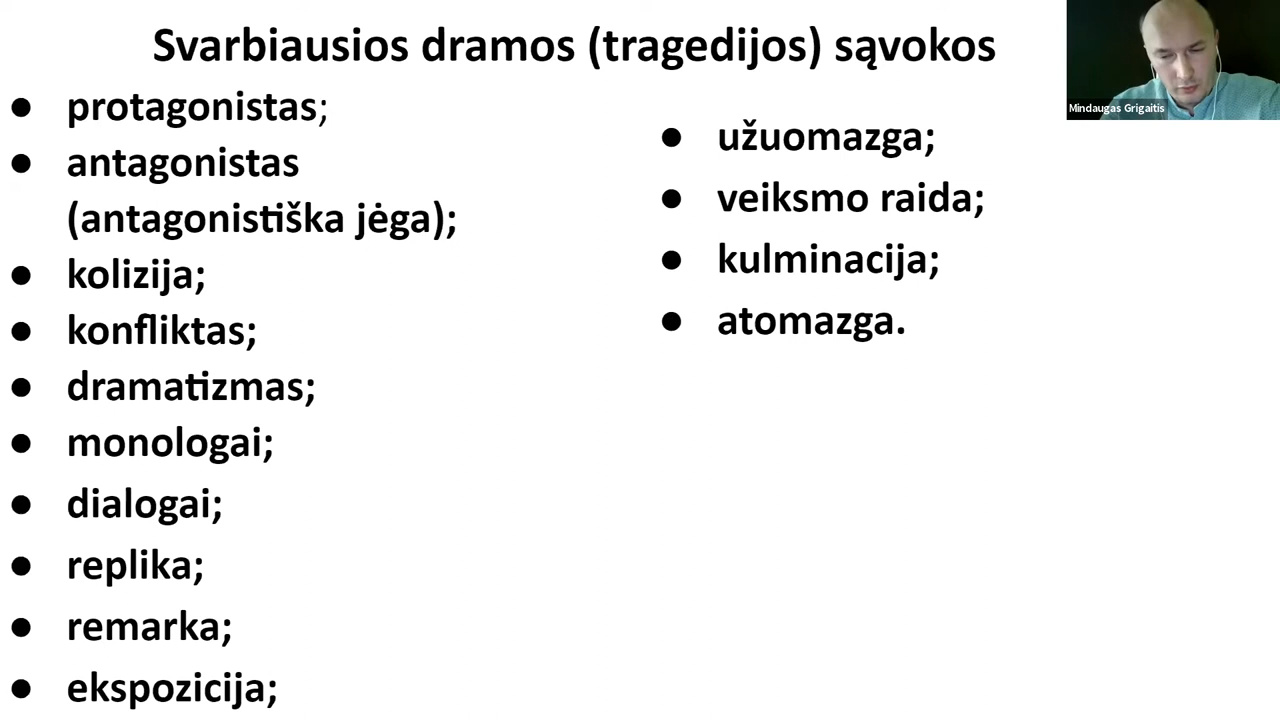 Svarbiausios dramos (tragedijos) sąvokos
● protagonistas;
● antagonistas
(antagonistiška jėga);
● kolizija;
● konfliktas;
● dramatizmas;
● monologai;
● dialogai;
● replika;
● remarka;
● ekspozicija;
● užuomazga;
● veiksmo raida;
● kulminacija;
● atomazga.
Mindaugas Grigaitis